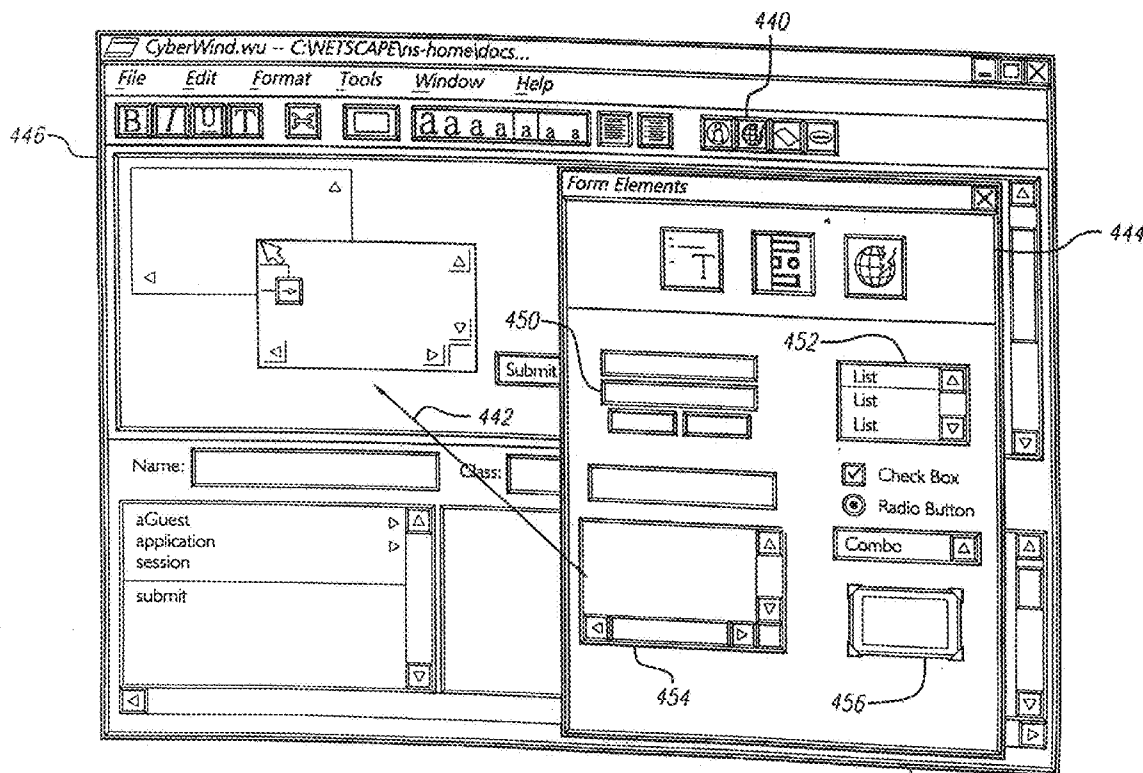 440
CyberWind.wu -- C:\NETSCAPE\ns-home\docs...
File Edit Format Tools Window Help
B I U T a a a a a a a
446
Form Elements
T
444
450
452
List
List
List
Submit
442
Name:
Class:
Check Box
Radio Button
Combo
aGuest
application
session
submit
454
456